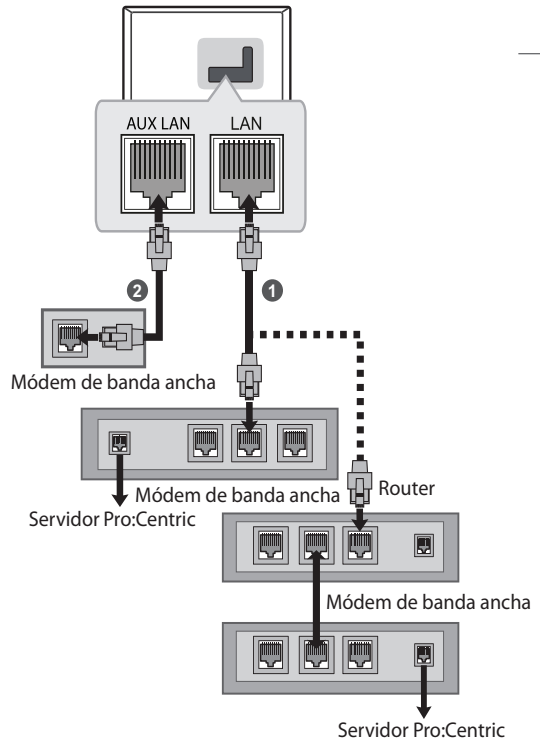 AUX LAN
LAN
2
1
Módem de banda ancha
Módem de banda ancha
Router
Servidor Pro:Centric
Módem de banda ancha
Servidor Pro:Centric